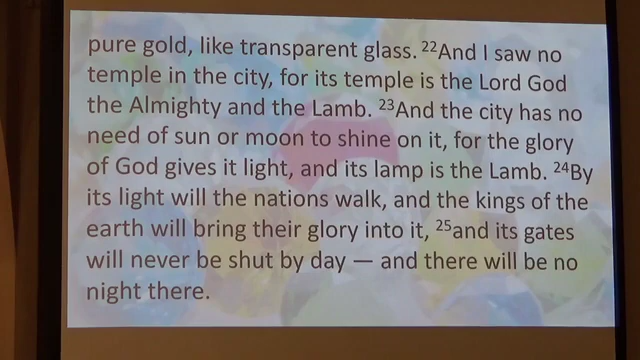 pure gold, like transparent glass. ²²And I saw no
temple in the city, for its temple is the Lord God
the Almighty and the Lamb. ²³And the city has no
need of sun or moon to shine on it, for the glory
of God gives it light, and its lamp is the Lamb. ²⁴By
its light will the nations walk, and the kings of the
earth will bring their glory into it, ²⁵and its gates
will never be shut by day — and there will be no
night there.